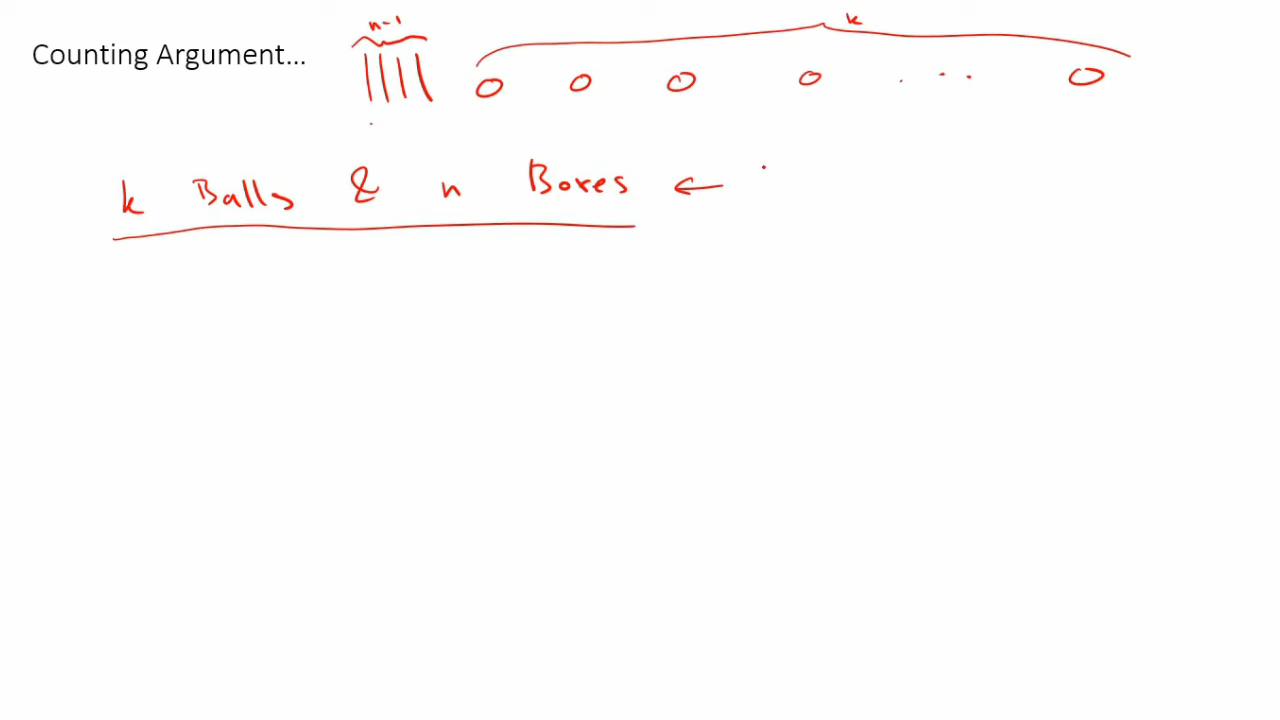 n-1
k
Counting Argument...
| | | | | O O O O . . . O
k Balls & n Boxes ←